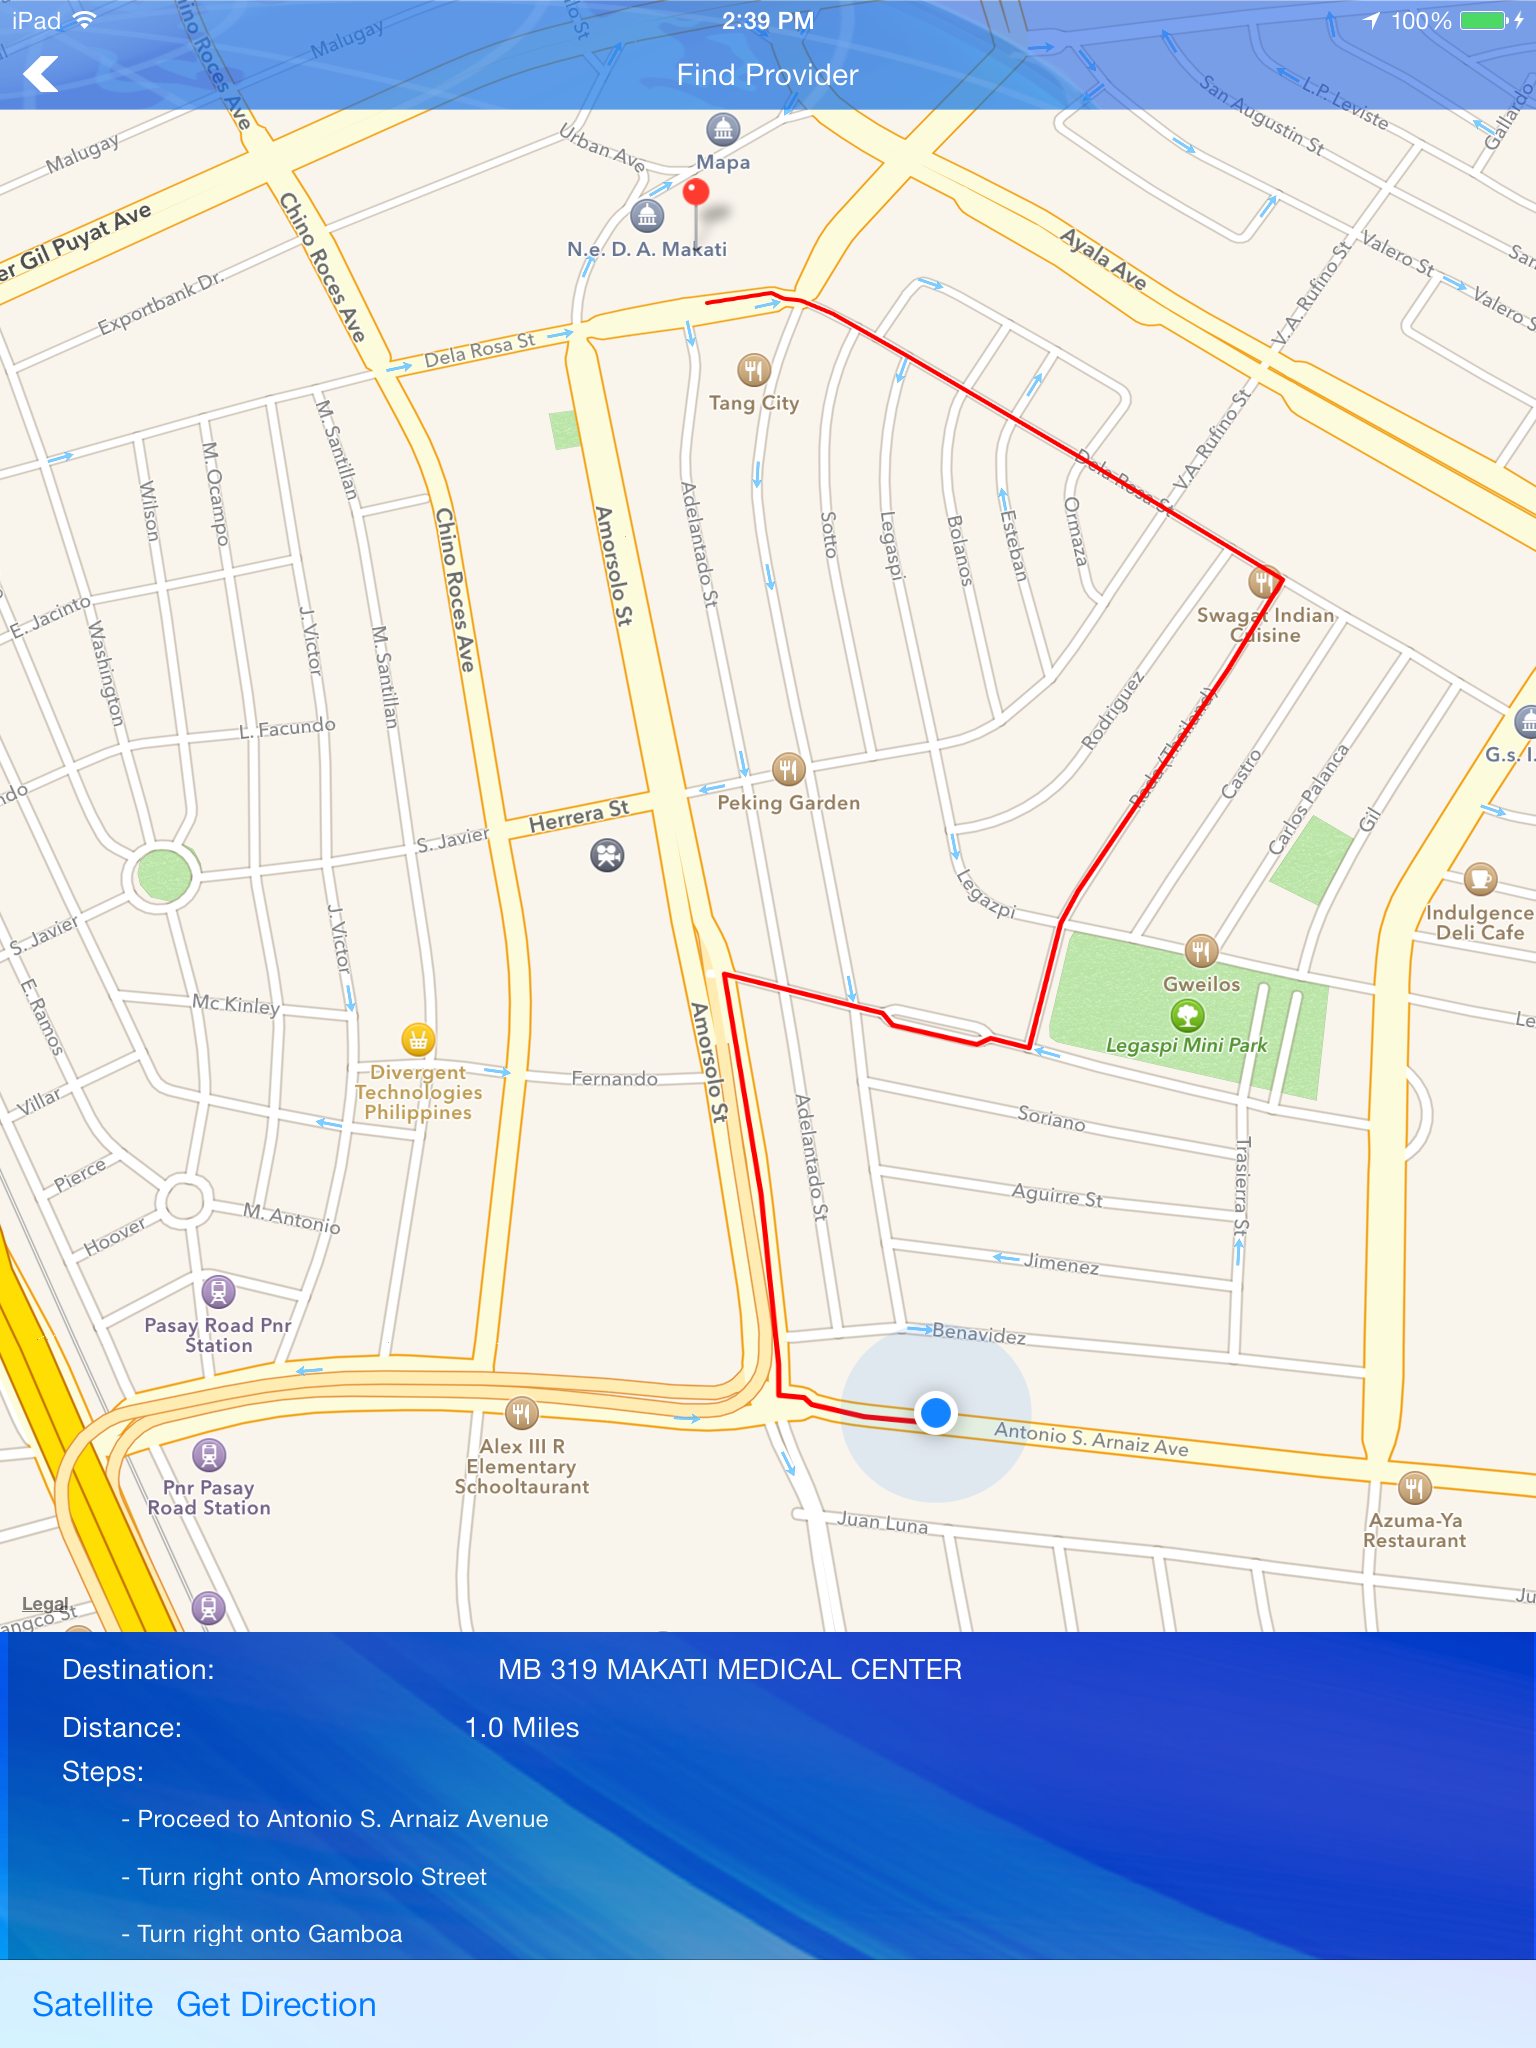 iPad
2:39 PM
100%
Find Provider
Chino Roces Ave
Malugay
Malugay
Urban Ave
Mapa
San Augustin St
L.P. Leviste
Gallardo
er Gil Puyat Ave
Chino Roces Ave
N.e. D. A. Makati
Ayala Ave
Valero St
Valero S
San
Exportbank Dr.
Dela Rosa St
V. A. Rufino St
Tang City
V.A. Rufino St
Dela Rosa St
M. Santillan
M. Ocampo
Wilson
Chino Roces Ave
Amorsolo St
Adelantado St
Sotto
Legaspi
Bolanos
Esteban
Ormaza
E. Jacinto
Washington
J. Victor
M. Santillan
Swagat Indian
Cuisine
Rodriguez
Rada (Thailand)
Castro
Carlos Palanca
Gil
G.s. I.
L. Facundo
ndo
Peking Garden
Herrera St
S. Javier
Legazpi
Indulgence
Deli Cafe
S. Javier
J. Victor
E. Ramos
Mc Kinley
Amorsolo St
Gweilos
Legaspi Mini Park
Le
Divergent
Technologies
Philippines
Fernando
Villar
Adelantado St
Soriano
Trasierra St
Pierce
Aguirre St
M. Antonio
Hoover
Jimenez
Pasay Road Pnr
Station
Benavidez
Alex III R
Elementary
Schooltaurant
Antonio S. Arnaiz Ave
Pnr Pasay
Road Station
Juan Luna
Azuma-Ya
Restaurant
Ju
Legal
angco St
Destination: MB 319 MAKATI MEDICAL CENTER
Distance: 1.0 Miles
Steps:
- Proceed to Antonio S. Arnaiz Avenue
- Turn right onto Amorsolo Street
- Turn right onto Gamboa
Satellite Get Direction